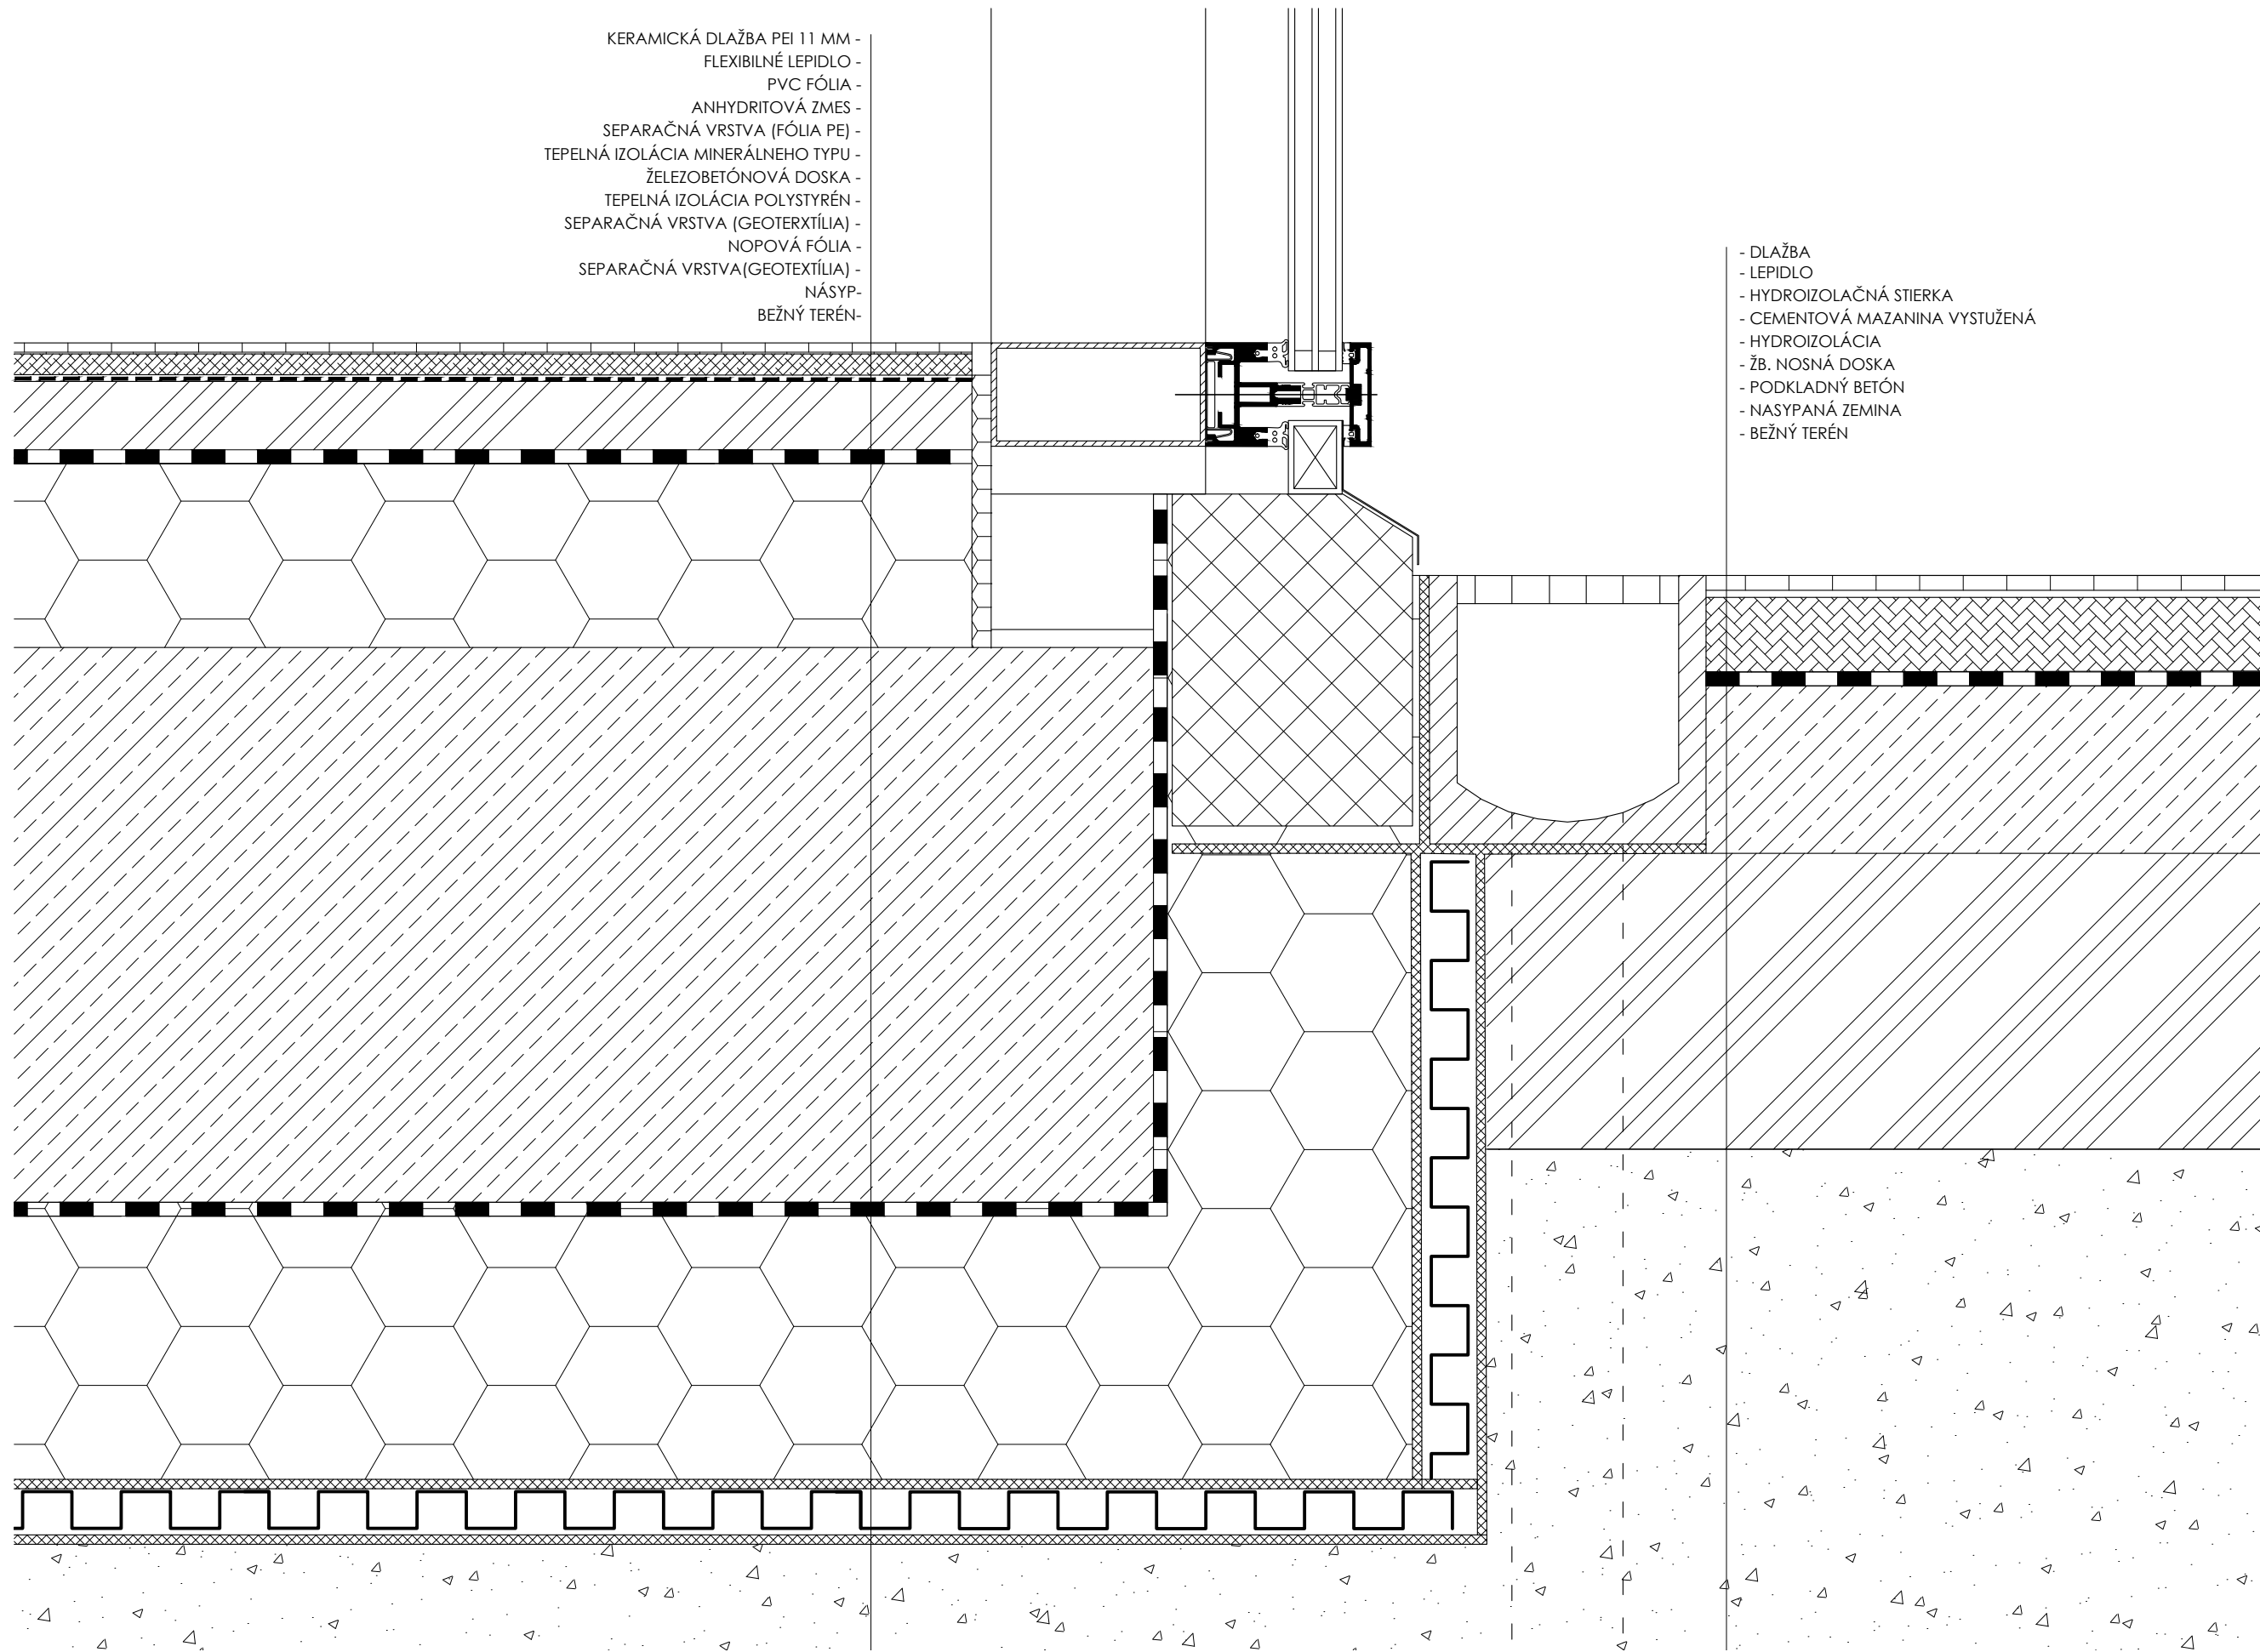 KERAMICKÁ DLAŽBA PEI 11 MM -
FLEXIBILNÉ LEPIDLO -
PVC FÓLIA -
ANHYDRITOVÁ ZMES -
SEPARAČNÁ VRSTVA (FÓLIA PE) -
TEPELNÁ IZOLÁCIA MINERÁLNEHO TYPU -
ŽELEZOBETÓNOVÁ DOSKA -
TEPELNÁ IZOLÁCIA POLYSTYRÉN -
SEPARAČNÁ VRSTVA (GEOTERXTÍLIA) -
NOPOVÁ FÓLIA -
SEPARAČNÁ VRSTVA(GEOTEXTÍLIA) -
NÁSYP-
BEŽNÝ TERÉN-
- DLAŽBA
- LEPIDLO
- HYDROIZOLAČNÁ STIERKA
- CEMENTOVÁ MAZANINA VYSTUŽENÁ
- HYDROIZOLÁCIA
- ŽB. NOSNÁ DOSKA
- PODKLADNÝ BETÓN
- NASYPANÁ ZEMINA
- BEŽNÝ TERÉN